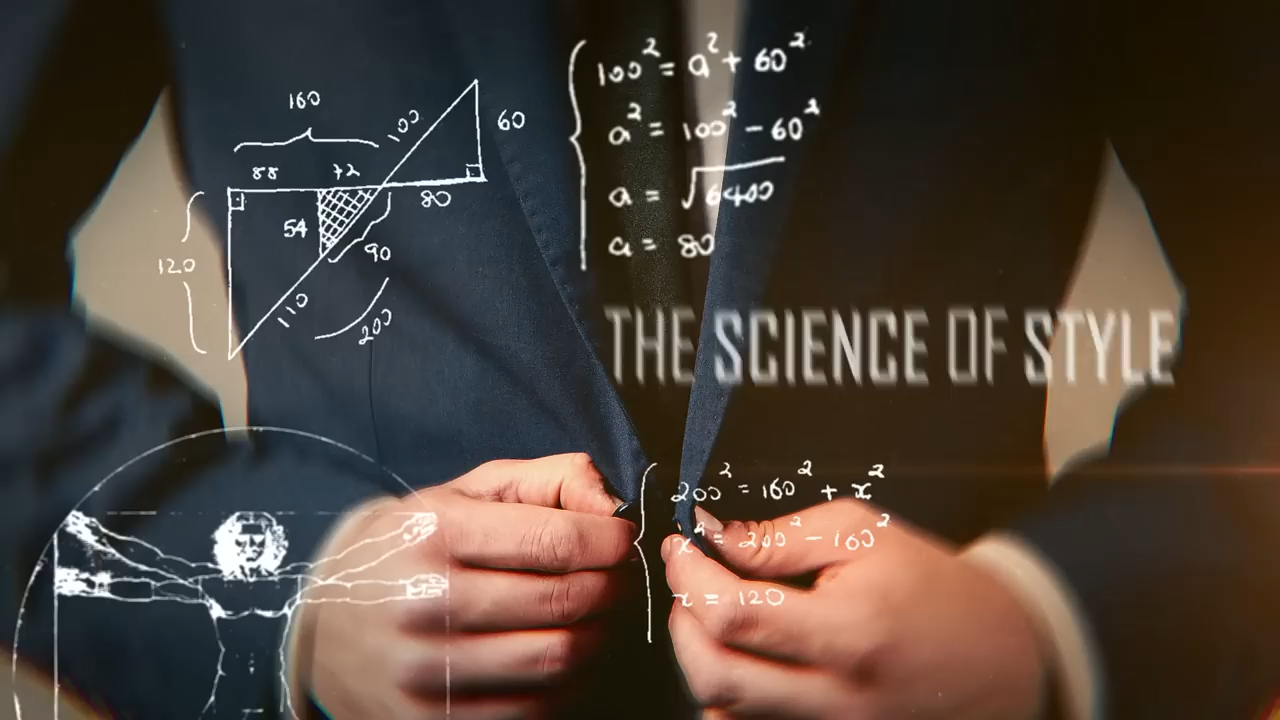 160
100
60
88
72
80
54
90
120
110
200
100² = a² + 60²
a² = 100² - 60²
a = √6400
a = 80
THE SCIENCE OF STYLE
200² = 160² + x²
x² = 200² - 160²
x = 120